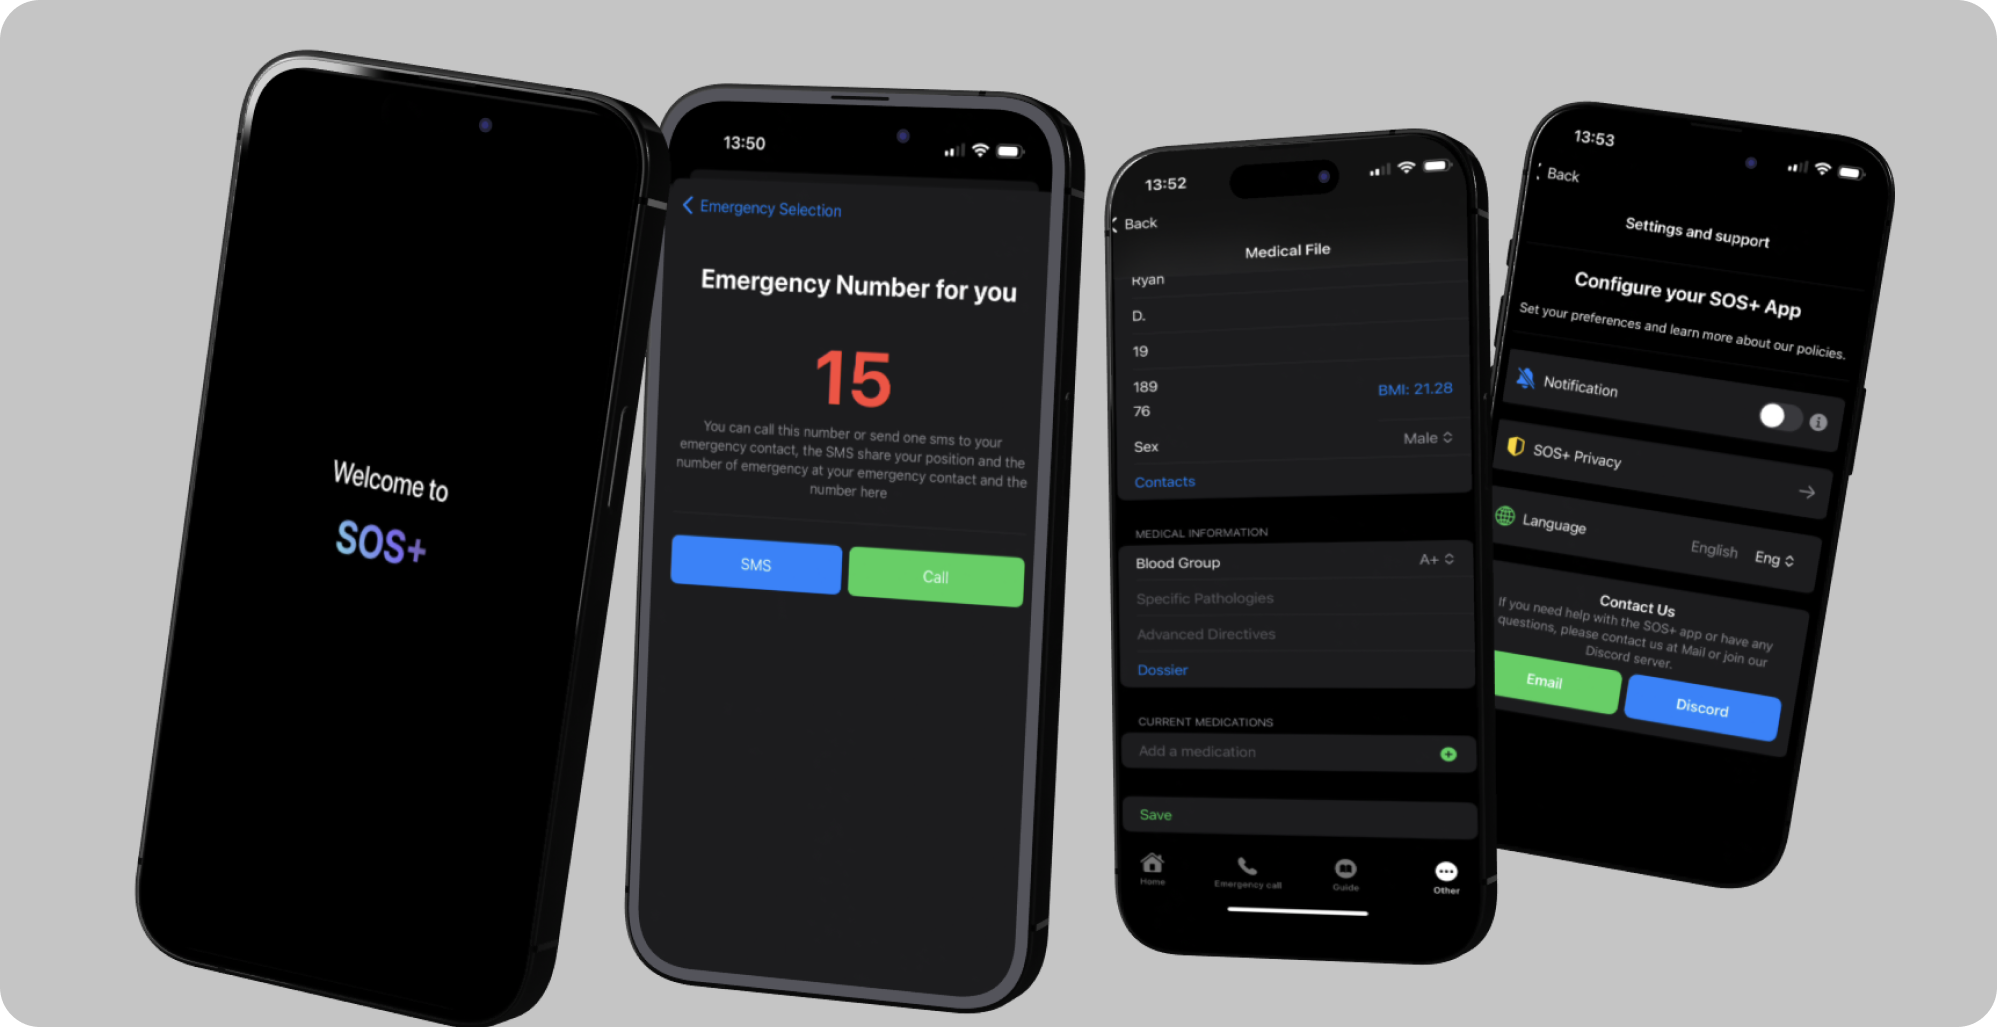 Welcome to
SOS+
13:50
Emergency Selection
Emergency Number for you
15
You can call this number or send one sms to your
emergency contact, the SMS share your position and the
number of emergency at your emergency contact and the
number here
SMS
Call
13:52
Back
Medical File
Ryan
D.
19
189
BMI: 21.28
76
Sex
Male
Contacts
MEDICAL INFORMATION
Blood Group
A+
Specific Pathologies
Advanced Directives
Dossier
CURRENT MEDICATIONS
Add a medication
Save
Home
Emergency call
Guide
Other
13:53
Back
Settings and support
Configure your SOS+ App
Set your preferences and learn more about our policies.
Notification
SOS+ Privacy
Language
English
Eng
Contact Us
If you need help with the SOS+ app or have any
questions, please contact us at Mail or join our
Discord server.
Email
Discord